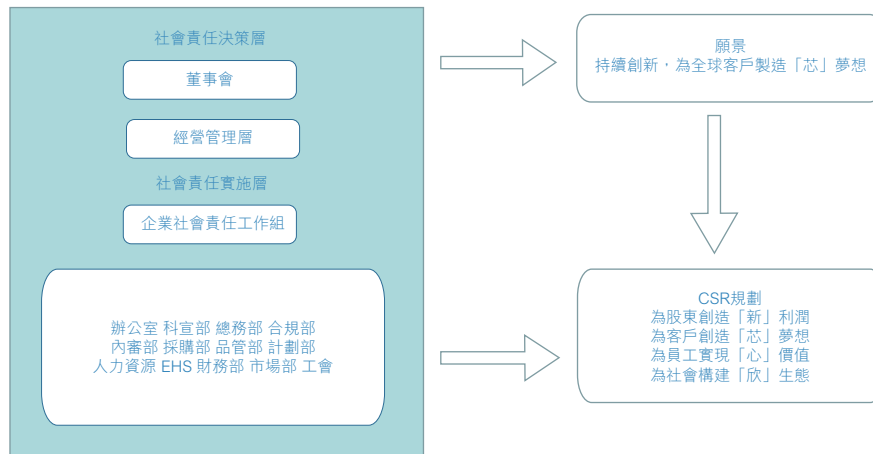 社會責任決策層
董事會
經營管理層
社會責任實施層
企業社會責任工作組
辦公室 科宣部 總務部 合規部
內審部 採購部 品管部 計劃部
人力資源 EHS 財務部 市場部 工會
願景
持續創新，為全球客戶製造「芯」夢想
CSR規劃
為股東創造「新」利潤
為客戶創造「芯」夢想
為員工實現「心」價值
為社會構建「欣」生態